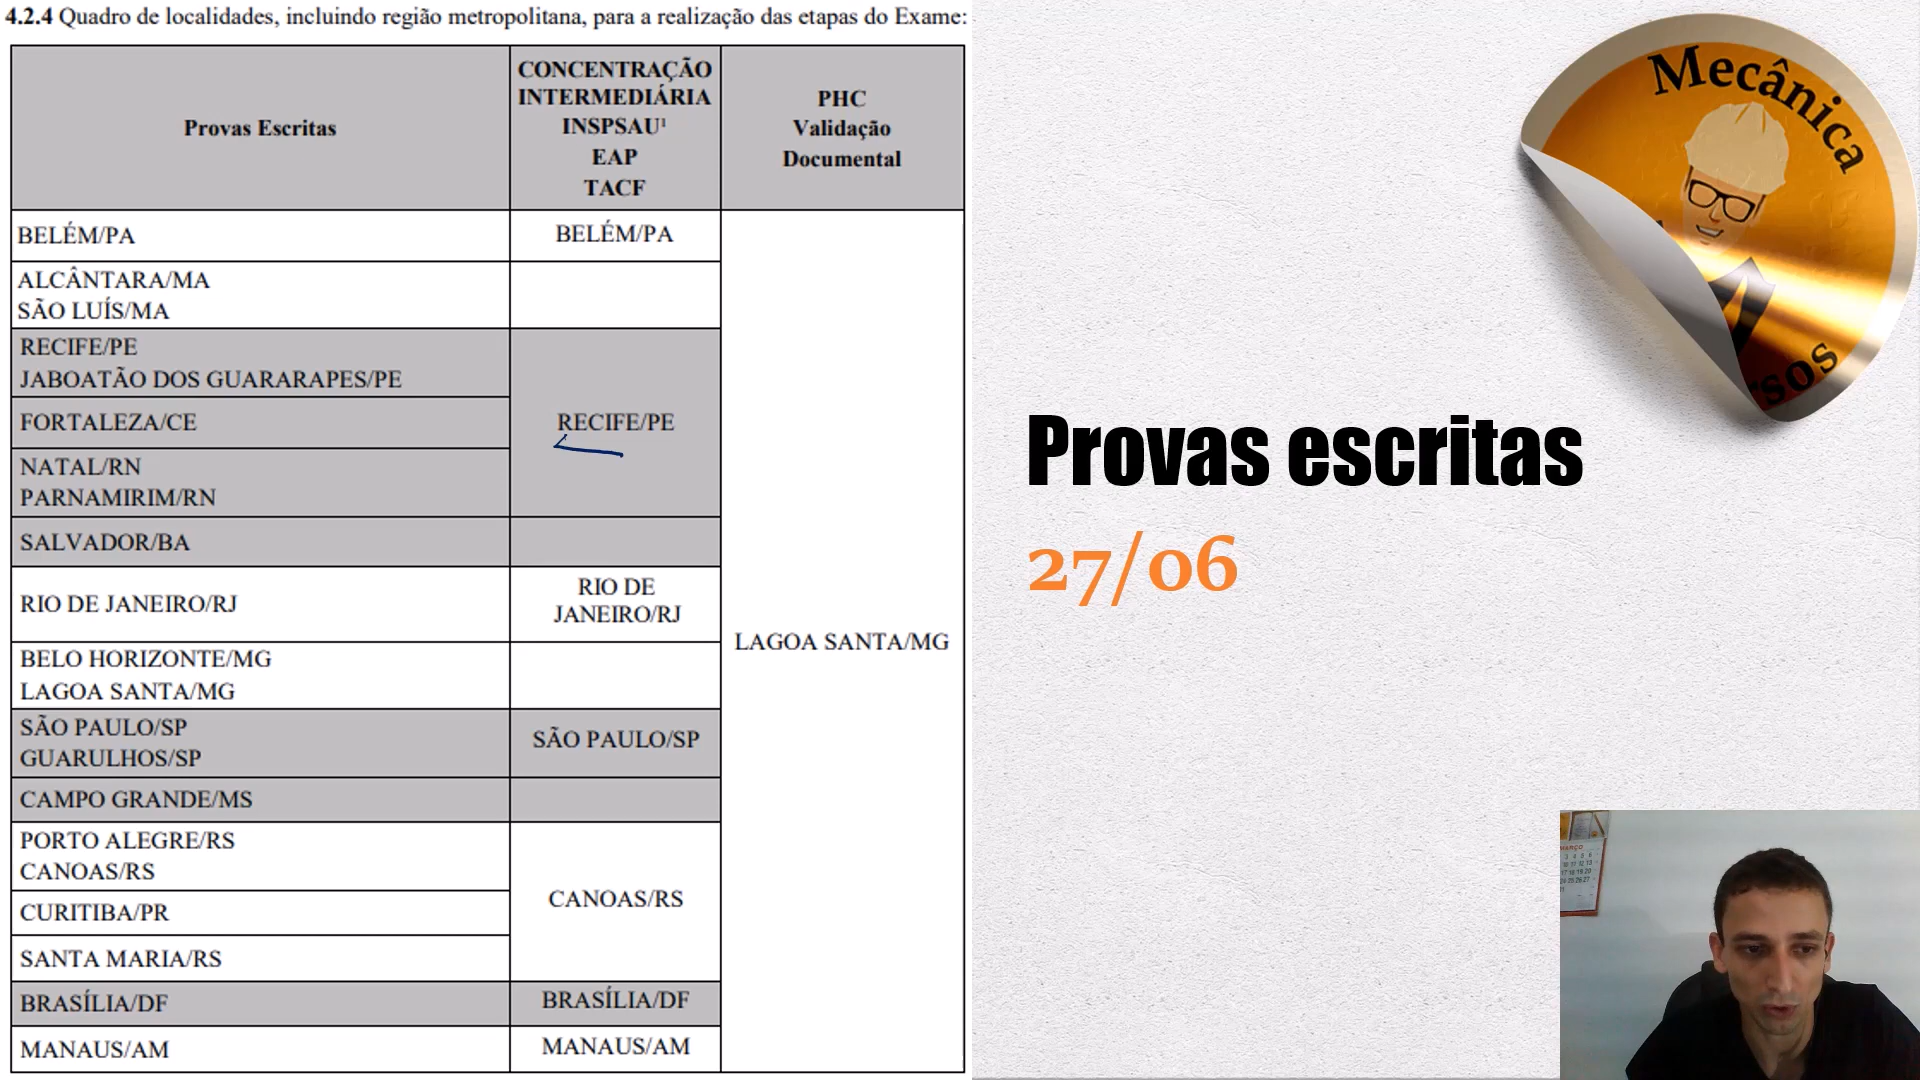 4.2.4 Quadro de localidades, incluindo região metropolitana, para a realização das etapas do Exame:
Provas Escritas
CONCENTRAÇÃO
INTERMEDIÁRIA
INSPSAU¹
EAP
TACF
PHC
Validação
Documental
BELÉM/PA
BELÉM/PA
ALCÂNTARA/MA
SÃO LUÍS/MA
RECIFE/PE
JABOATÃO DOS GUARARAPES/PE
FORTALEZA/CE
RECIFE/PE
NATAL/RN
PARNAMIRIM/RN
SALVADOR/BA
RIO DE JANEIRO/RJ
RIO DE
JANEIRO/RJ
BELO HORIZONTE/MG
LAGOA SANTA/MG
LAGOA SANTA/MG
SÃO PAULO/SP
GUARULHOS/SP
SÃO PAULO/SP
CAMPO GRANDE/MS
PORTO ALEGRE/RS
CANOAS/RS
CURITIBA/PR
CANOAS/RS
SANTA MARIA/RS
BRASÍLIA/DF
BRASÍLIA/DF
MANAUS/AM
MANAUS/AM
Mecânica
rsos
Provas escritas
27/06
MARÇO